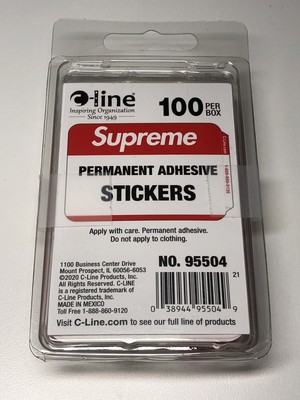 C-line®
Inspiring Organization
Since 1949
100 PER
BOX
Supreme
PERMANENT ADHESIVE
STICKERS
Apply with care. Permanent adhesive.
Do not apply to clothing.
1100 Business Center Drive
Mount Prospect, IL 60056-6053
©2020 C-Line Products, Inc.
All Rights Reserved. C-LINE
is a registered trademark of
C-Line Products, Inc.
MADE IN MEXICO
Toll Free 1-888-860-9120
NO. 95504
21
0 38944 95504 9
Visit C-Line.com to see our full line of products